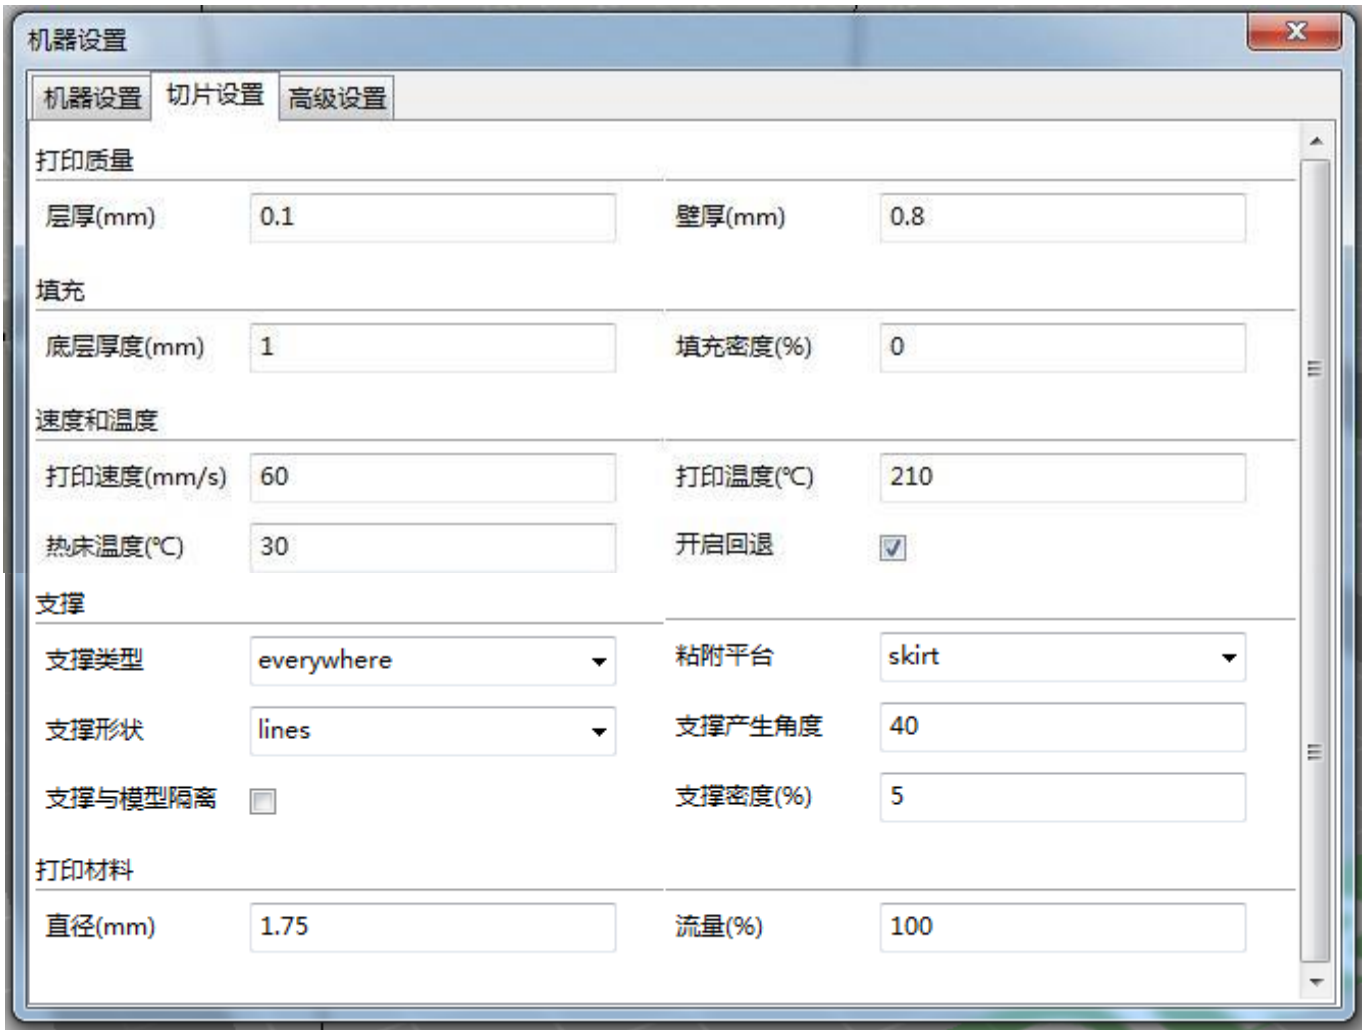 机器设置
机器设置 切片设置 高级设置
打印质量
层厚(mm) 0.1 壁厚(mm) 0.8
填充
底层厚度(mm) 1 填充密度(%) 0
速度和温度
打印速度(mm/s) 60 打印温度(℃) 210
热床温度(℃) 30 开启回退
支撑
支撑类型 everywhere 粘附平台 skirt
支撑形状 lines 支撑产生角度 40
支撑与模型隔离 支撑密度(%) 5
打印材料
直径(mm) 1.75 流量(%) 100